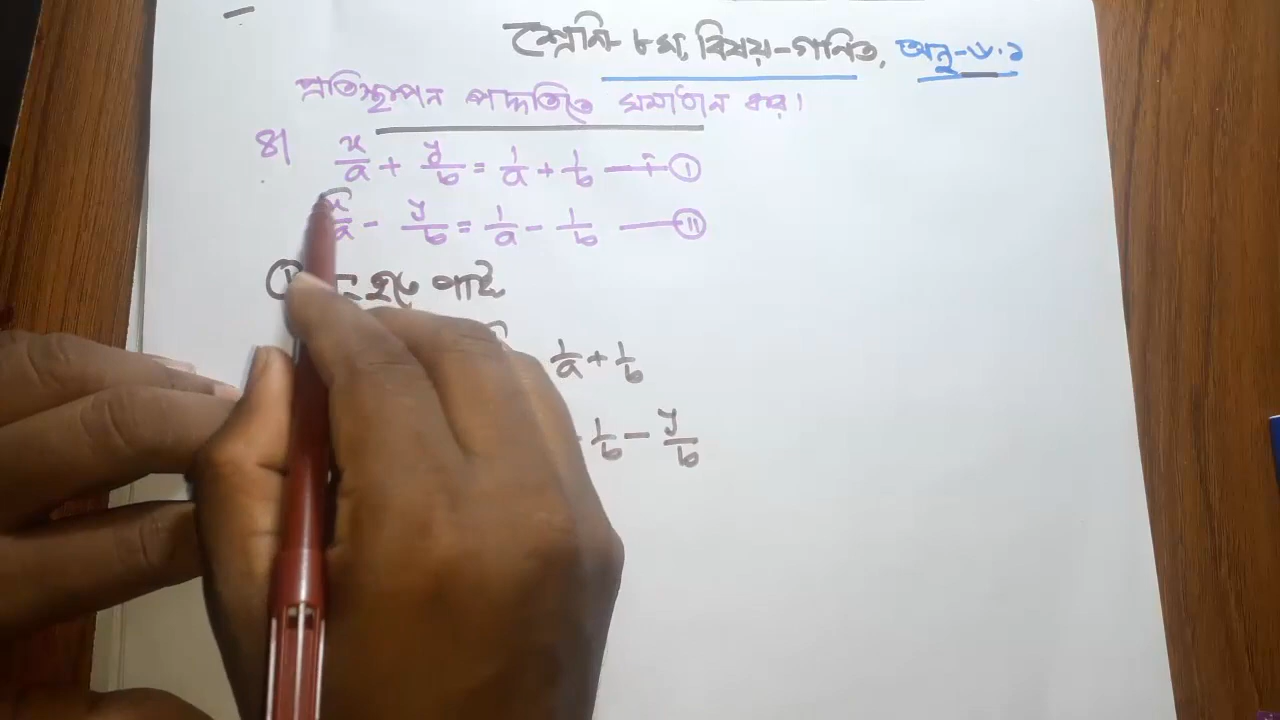 শ্রেনি- ৮ম, বিষয়-গনিত, অনু-৬.১
প্রতিস্থাপন পদ্ধতিতে সমাধান কর।
৪। x/a + y/b = 1/a + 1/b — (i)
x/a - y/b = 1/a - 1/b — (ii)
হতে পাই
1/a + 1/b
1/b - y/b